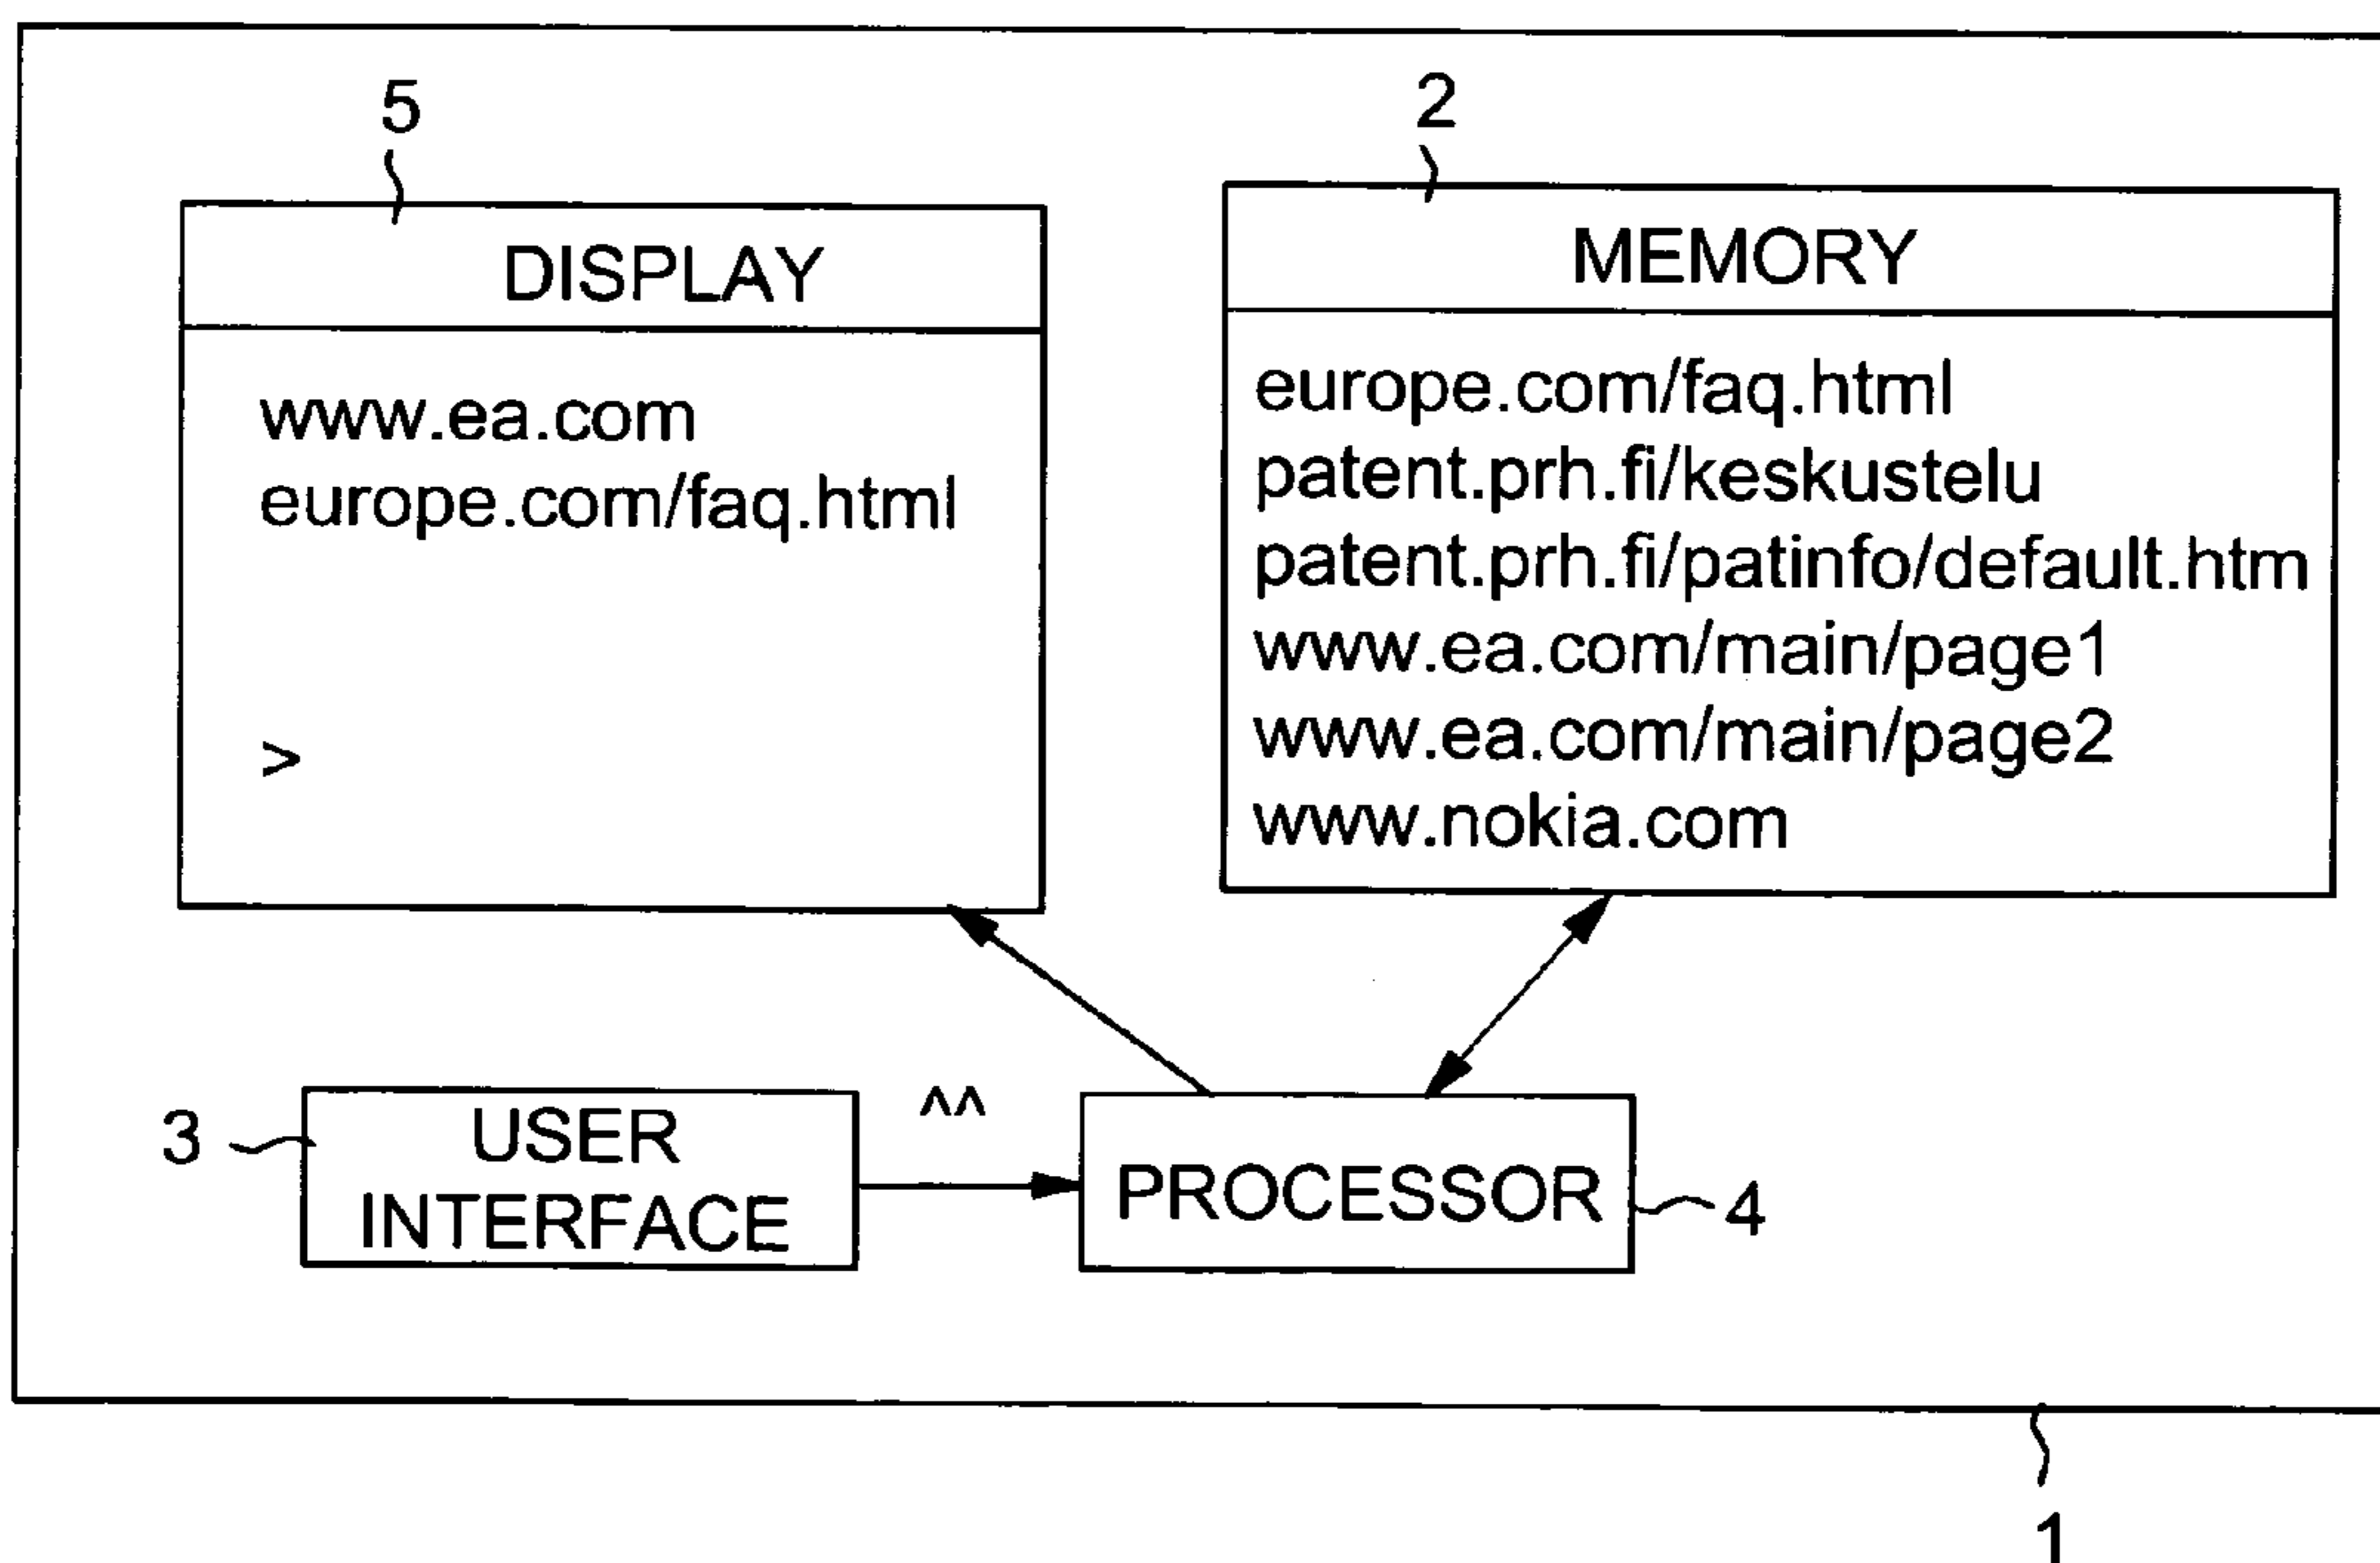 5
DISPLAY
www.ea.com
europe.com/faq.html
>
2
MEMORY
europe.com/faq.html
patent.prh.fi/keskustelu
patent.prh.fi/patinfo/default.htm
www.ea.com/main/page1
www.ea.com/main/page2
www.nokia.com
3
USER
INTERFACE
^^
PROCESSOR
4
1